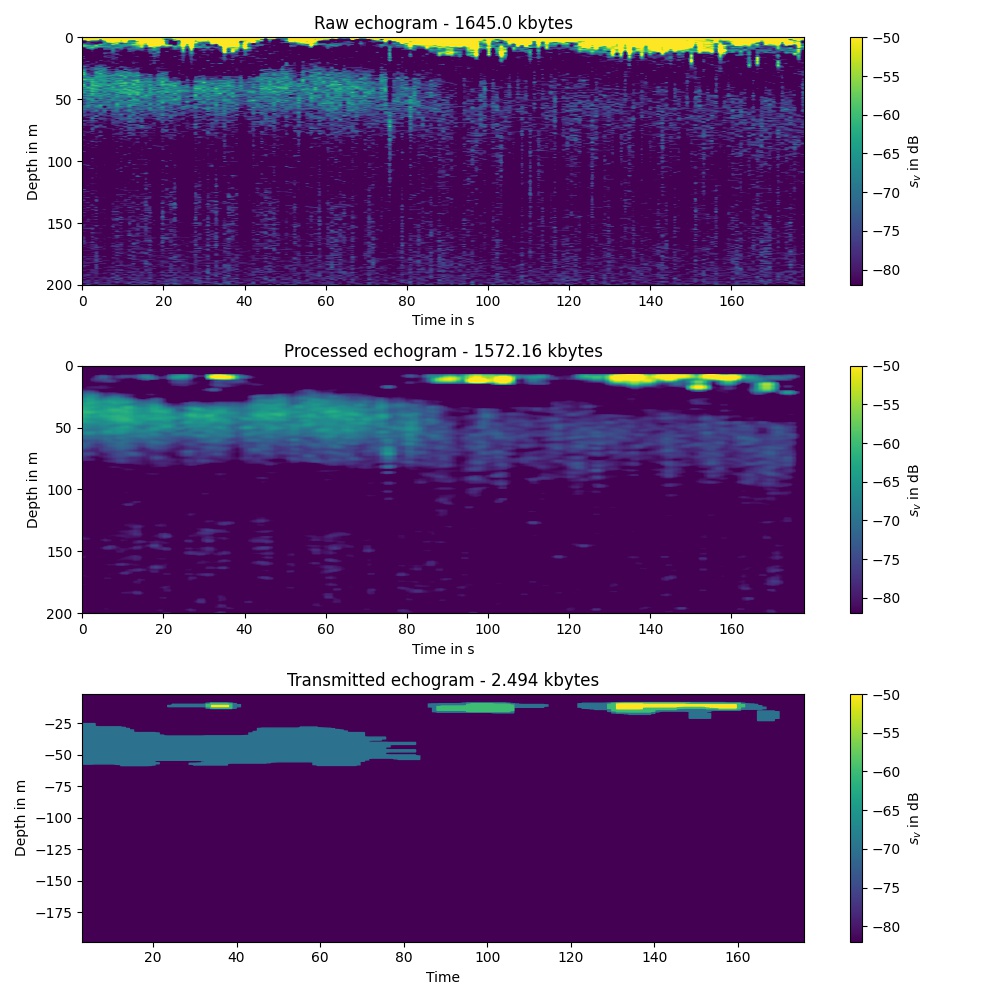 Raw echogram - 1645.0 kbytes
0
50
100
150
200
Depth in m
0 20 40 60 80 100 120 140 160
Time in s
−50
−55
−60
−65
−70
−75
−80
s_v in dB
Processed echogram - 1572.16 kbytes
0
50
100
150
200
Depth in m
0 20 40 60 80 100 120 140 160
Time in s
−50
−55
−60
−65
−70
−75
−80
s_v in dB
Transmitted echogram - 2.494 kbytes
−25
−50
−75
−100
−125
−150
−175
Depth in m
20 40 60 80 100 120 140 160
Time
−50
−55
−60
−65
−70
−75
−80
s_v in dB